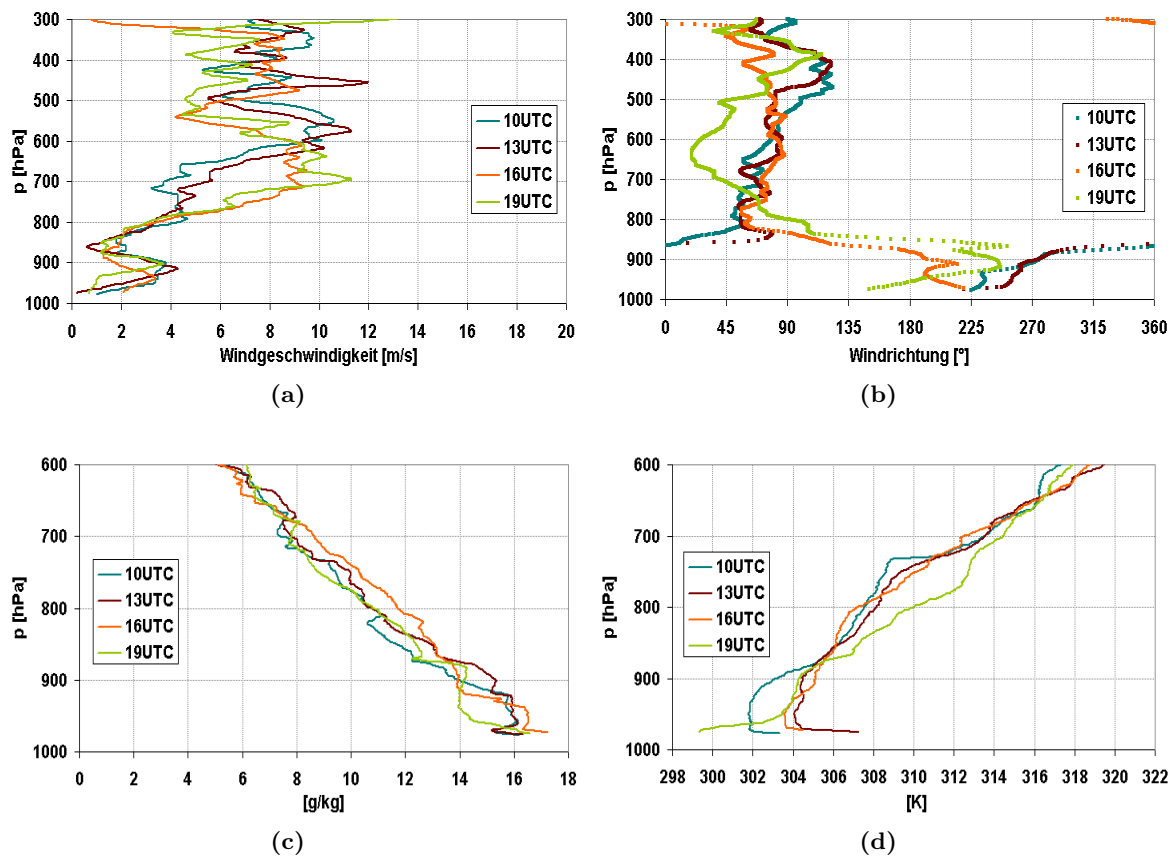 300
400
500
600
700
800
900
1000
p [hPa]
0 2 4 6 8 10 12 14 16 18 20
Windgeschwindigkeit [m/s]
10UTC
13UTC
16UTC
19UTC
(a)
300
400
500
600
700
800
900
1000
p [hPa]
0 45 90 135 180 225 270 315 360
Windrichtung [°]
10UTC
13UTC
16UTC
19UTC
(b)
600
700
800
900
1000
p [hPa]
0 2 4 6 8 10 12 14 16 18
[g/kg]
10UTC
13UTC
16UTC
19UTC
(c)
600
700
800
900
1000
p [hPa]
298 300 302 304 306 308 310 312 314 316 318 320 322
[K]
10UTC
13UTC
16UTC
19UTC
(d)